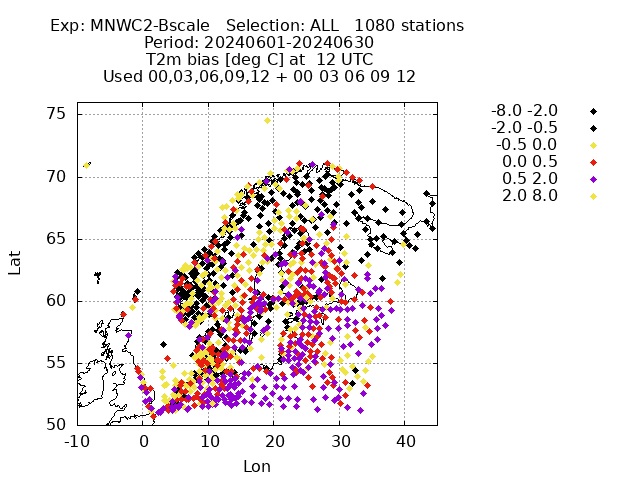 Exp: MNWC2-Bscale   Selection: ALL   1080 stations
Period: 20240601-20240630
T2m bias [deg C] at  12 UTC
Used 00,03,06,09,12 + 00 03 06 09 12
-8.0 -2.0
-2.0 -0.5
-0.5 0.0
0.0 0.5
0.5 2.0
2.0 8.0
75
70
65
60
55
50
Lat
-10 0 10 20 30 40
Lon